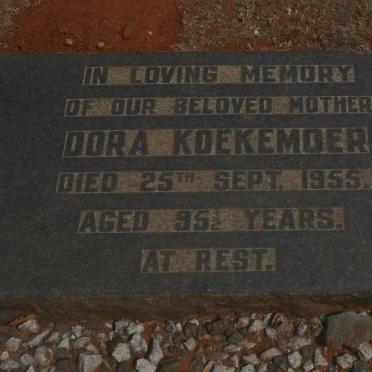 IN LOVING MEMORY
OF OUR BELOVED MOTHER
DORA KOEKEMOER
DIED 25TH SEPT. 1955.
AGED 95½ YEARS.
AT REST.